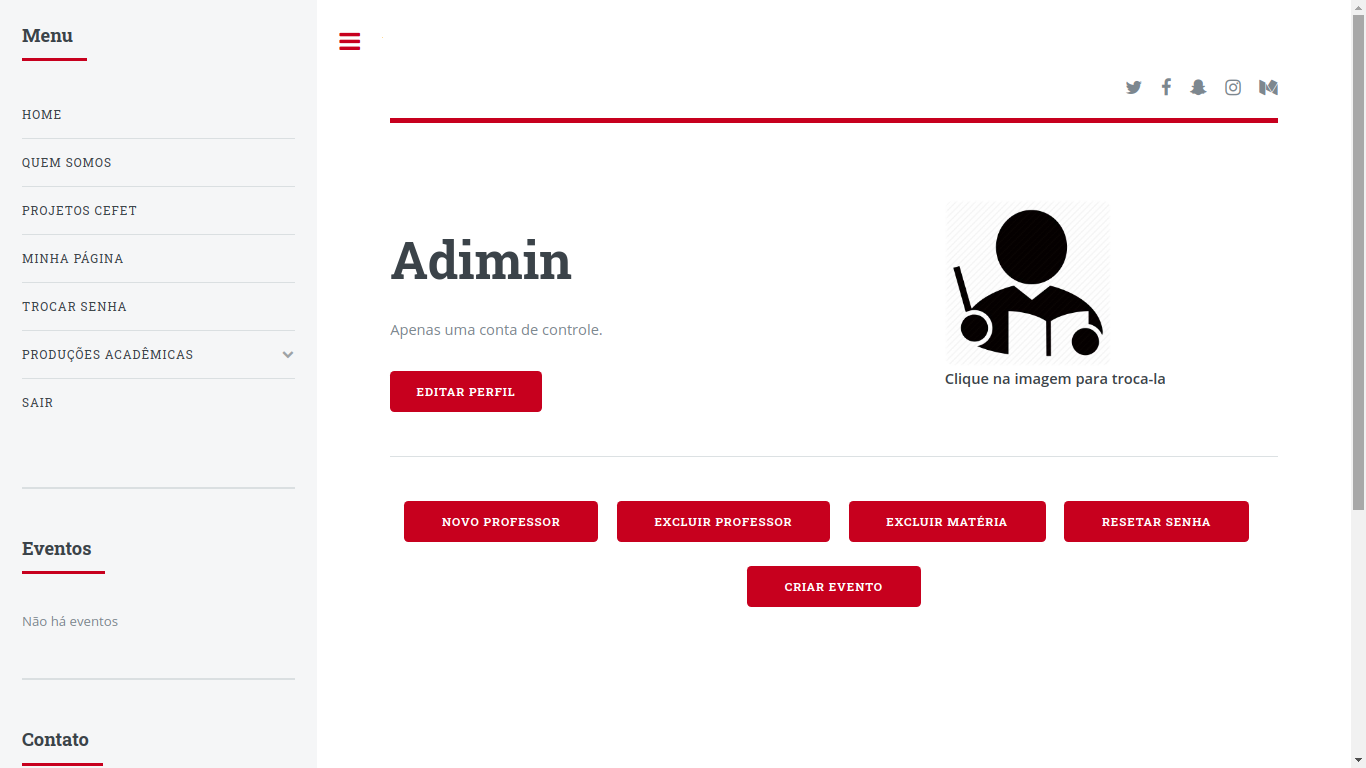 Menu
HOME
QUEM SOMOS
PROJETOS CEFET
MINHA PÁGINA
TROCAR SENHA
PRODUÇÕES ACADÊMICAS
SAIR
Eventos
Não há eventos
Contato
Adimin
Apenas uma conta de controle.
EDITAR PERFIL
Clique na imagem para troca-la
NOVO PROFESSOR
EXCLUIR PROFESSOR
EXCLUIR MATÉRIA
RESETAR SENHA
CRIAR EVENTO